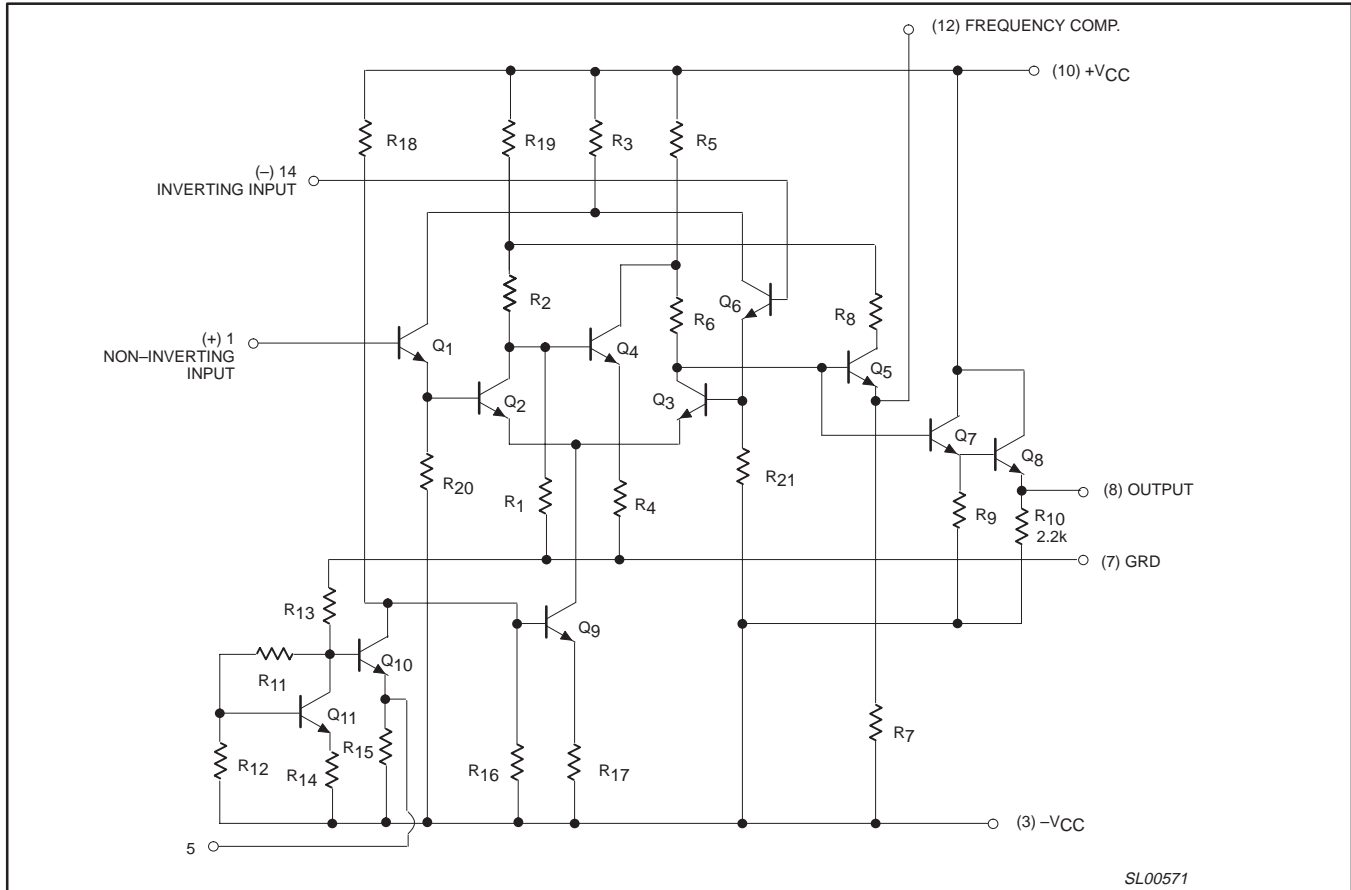 (12) FREQUENCY COMP.
(10) +VCC
R18
R19
R3
R5
(–) 14
INVERTING INPUT
R2
Q6
R8
R6
(+) 1
NON–INVERTING
INPUT
Q1
Q4
Q5
Q2
Q3
Q7
Q8
R20
R21
(8) OUTPUT
R1
R4
R9
R10
2.2k
(7) GRD
R13
Q9
Q10
R11
Q11
R7
R12
R14
R15
R16
R17
(3) –VCC
5
SL00571